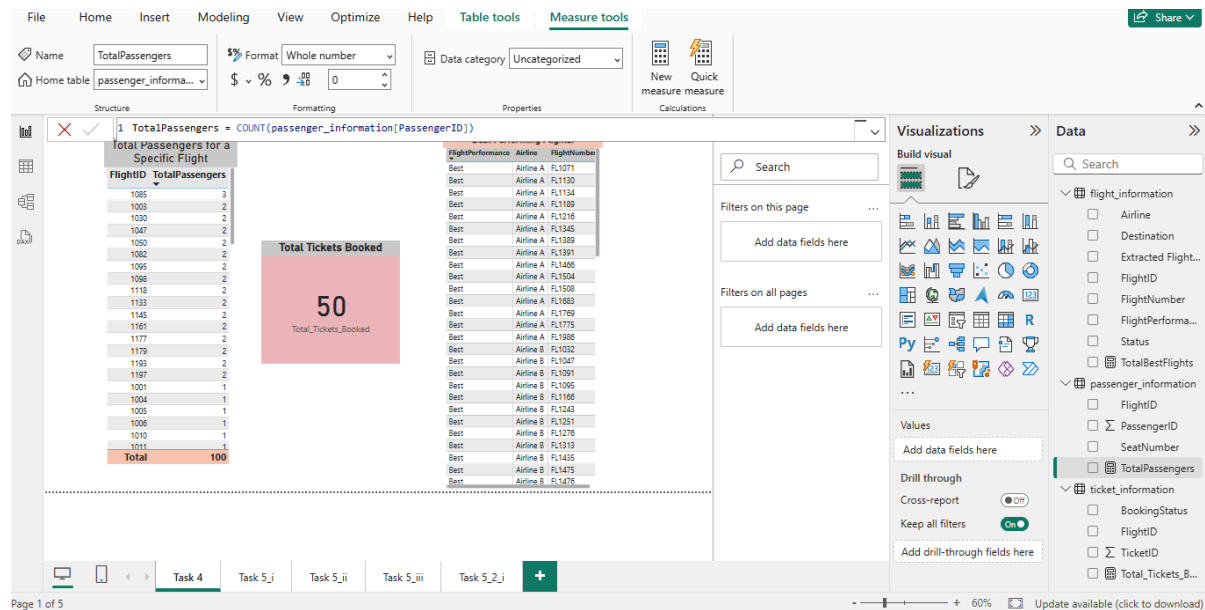 File Home Insert Modeling View Optimize Help Table tools Measure tools Share
Name TotalPassengers
Home table passenger_informa...
Structure
$% Format Whole number
$ % 0
Formatting
Data category Uncategorized
Properties
New measure
Quick measure
Calculations
1 TotalPassengers = COUNT(passenger_information[PassengerID])
Total Passengers for a
Specific Flight
FlightID TotalPassengers
1085 3
1003 2
1030 2
1047 2
1050 2
1082 2
1095 2
1098 2
1118 2
1133 2
1145 2
1161 2
1177 2
1179 2
1193 2
1197 2
1001 1
1004 1
1005 1
1006 1
1010 1
1011 1
Total 100
Total Tickets Booked
50
Total_Tickets_Booked
FlightPerformance Airline FlightNumber
Best Airline A FL1071
Best Airline A FL1130
Best Airline A FL1134
Best Airline A FL1189
Best Airline A FL1216
Best Airline A FL1345
Best Airline A FL1389
Best Airline A FL1391
Best Airline A FL1466
Best Airline A FL1504
Best Airline A FL1508
Best Airline A FL1683
Best Airline A FL1769
Best Airline A FL1775
Best Airline A FL1986
Best Airline B FL1032
Best Airline B FL1047
Best Airline B FL1091
Best Airline B FL1095
Best Airline B FL1166
Best Airline B FL1243
Best Airline B FL1251
Best Airline B FL1276
Best Airline B FL1313
Best Airline B FL1435
Best Airline B FL1475
Best Airline B FL1476
Search
Filters on this page ...
Add data fields here
Filters on all pages ...
Add data fields here
Visualizations
Build visual
123
R
Py
123
...
Values
Add data fields here
Drill through
Cross-report Off
Keep all filters On
Add drill-through fields here
Data
Search
flight_information
Airline
Destination
Extracted Flight...
FlightID
FlightNumber
FlightPerforma...
Status
TotalBestFlights
passenger_information
FlightID
PassengerID
SeatNumber
TotalPassengers
ticket_information
BookingStatus
FlightID
TicketID
Total_Tickets_B...
Task 4 Task 5_i Task 5_ii Task 5_iii Task 5_2_i +
Page 1 of 5
- + 60% Update available (click to download)